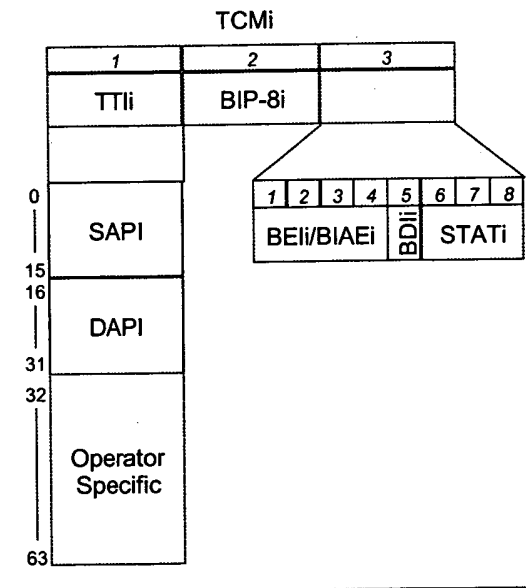 TCMi
1 2 3
TTIi BIP-8i
0
SAPI
15
16
DAPI
31
32
Operator
Specific
63
1 2 3 4 5 6 7 8
BEIi/BIAEi BDIi STATi